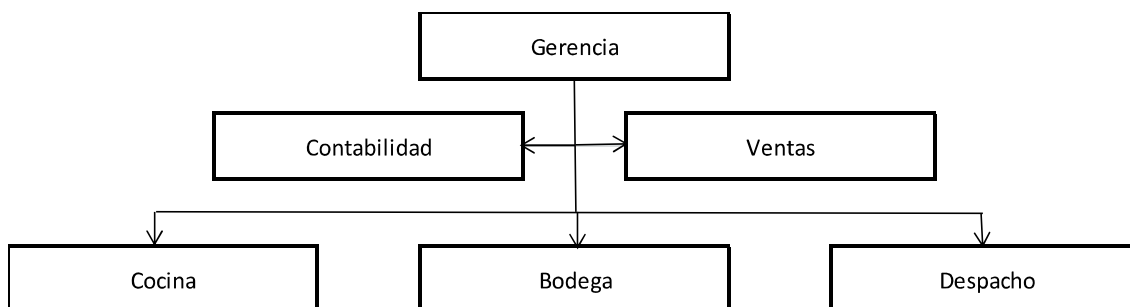 Gerencia
Contabilidad
Ventas
Cocina
Bodega
Despacho